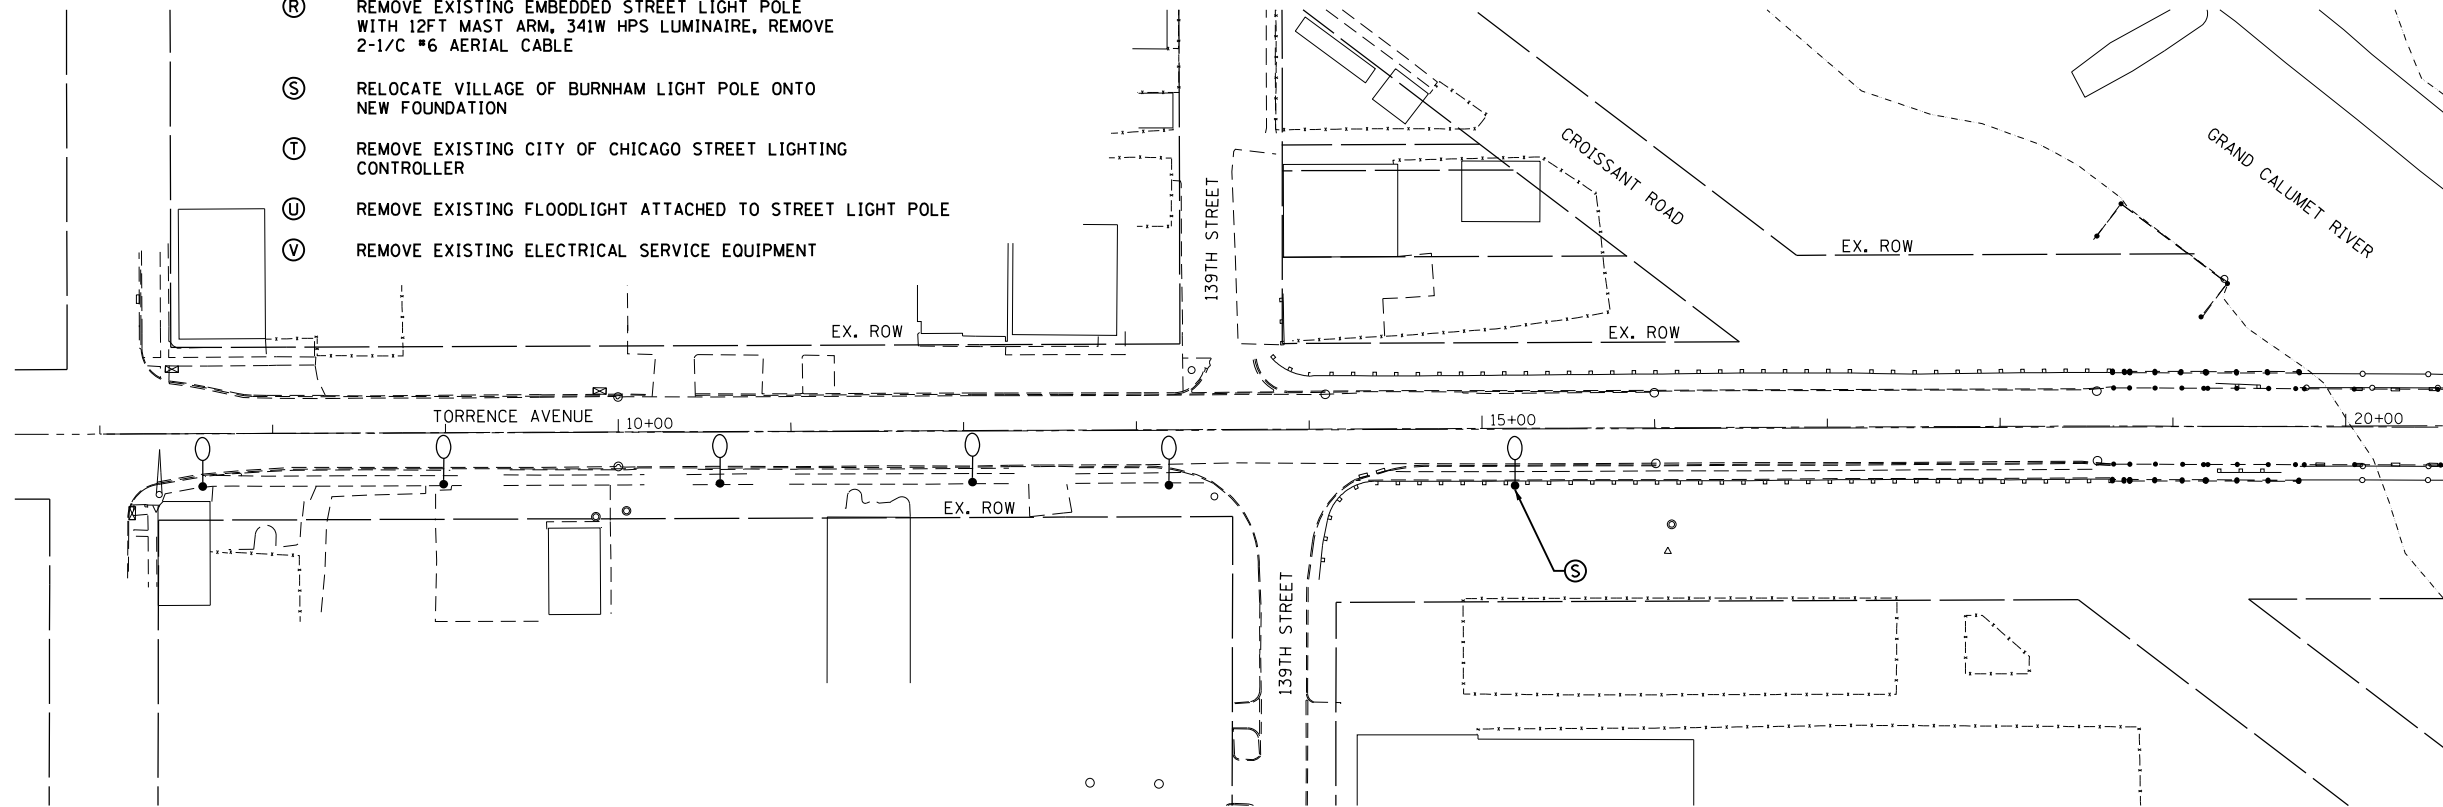 R REMOVE EXISTING EMBEDDED STREET LIGHT POLE
WITH 12FT MAST ARM, 341W HPS LUMINAIRE, REMOVE
2-1/C #6 AERIAL CABLE
S RELOCATE VILLAGE OF BURNHAM LIGHT POLE ONTO
NEW FOUNDATION
T REMOVE EXISTING CITY OF CHICAGO STREET LIGHTING
CONTROLLER
U REMOVE EXISTING FLOODLIGHT ATTACHED TO STREET LIGHT POLE
V REMOVE EXISTING ELECTRICAL SERVICE EQUIPMENT
139TH STREET
CROISSANT ROAD
GRAND CALUMET RIVER
EX. ROW
EX. ROW
EX. ROW
TORRENCE AVENUE
10+00
15+00
20+00
EX. ROW
S
139TH STREET